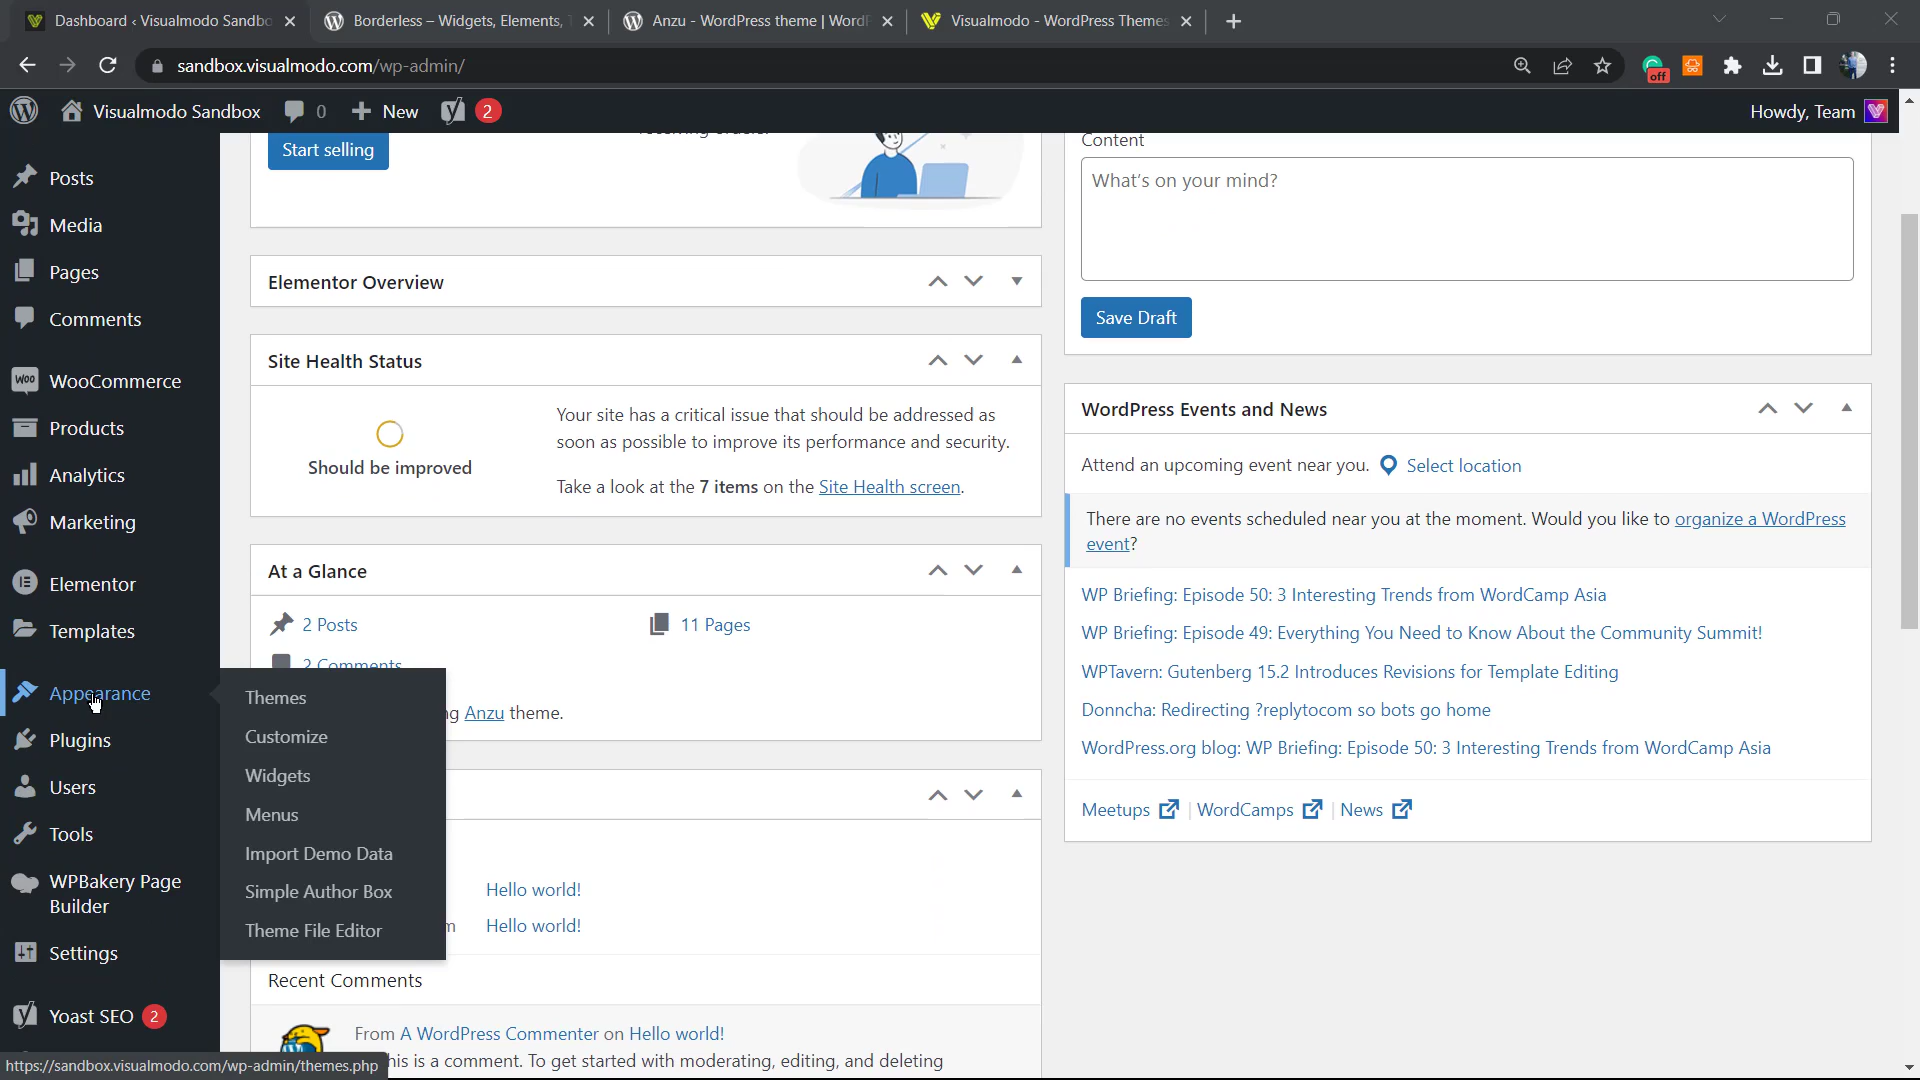 Dashboard ‹ Visualmodo Sandbo
Borderless – Widgets, Elements,
Anzu - WordPress theme | Word
Visualmodo - WordPress Themes
sandbox.visualmodo.com/wp-admin/
off
Visualmodo Sandbox
0
New
2
Howdy, Team
Posts
Media
Pages
Comments
WooCommerce
Products
Analytics
Marketing
Elementor
Templates
Appearance
Plugins
Users
Tools
WPBakery Page
Builder
Settings
Yoast SEO 2
Themes
Customize
Widgets
Menus
Import Demo Data
Simple Author Box
Theme File Editor
Start selling
Elementor Overview
Site Health Status
Should be improved
Your site has a critical issue that should be addressed as
soon as possible to improve its performance and security.
Take a look at the 7 items on the Site Health screen.
At a Glance
2 Posts
11 Pages
2 Comments
ng Anzu theme.
Hello world!
m Hello world!
Recent Comments
From A WordPress Commenter on Hello world!
his is a comment. To get started with moderating, editing, and deleting
Content
What's on your mind?
Save Draft
WordPress Events and News
Attend an upcoming event near you. Select location
There are no events scheduled near you at the moment. Would you like to organize a WordPress
event?
WP Briefing: Episode 50: 3 Interesting Trends from WordCamp Asia
WP Briefing: Episode 49: Everything You Need to Know About the Community Summit!
WPTavern: Gutenberg 15.2 Introduces Revisions for Template Editing
Donncha: Redirecting ?replytocom so bots go home
WordPress.org blog: WP Briefing: Episode 50: 3 Interesting Trends from WordCamp Asia
Meetups | WordCamps | News
https://sandbox.visualmodo.com/wp-admin/themes.php